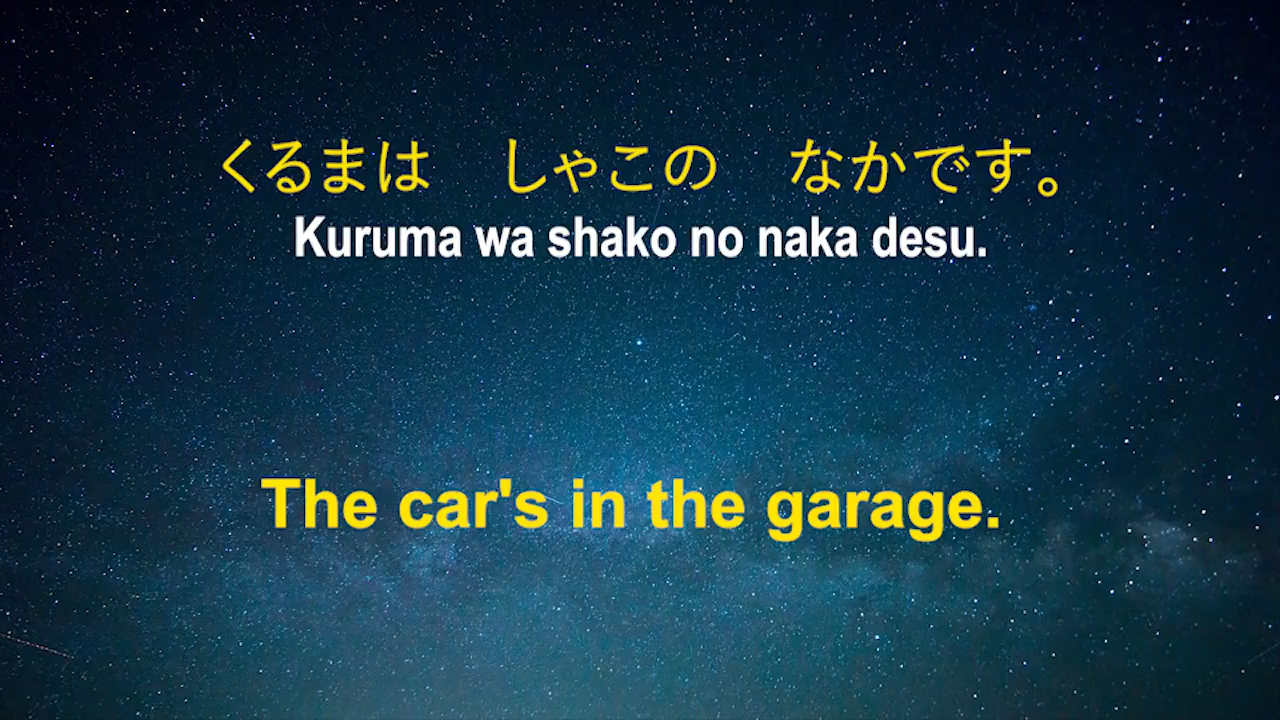 くるまは　しゃこの　なかです。
Kuruma wa shako no naka desu.
The car's in the garage.